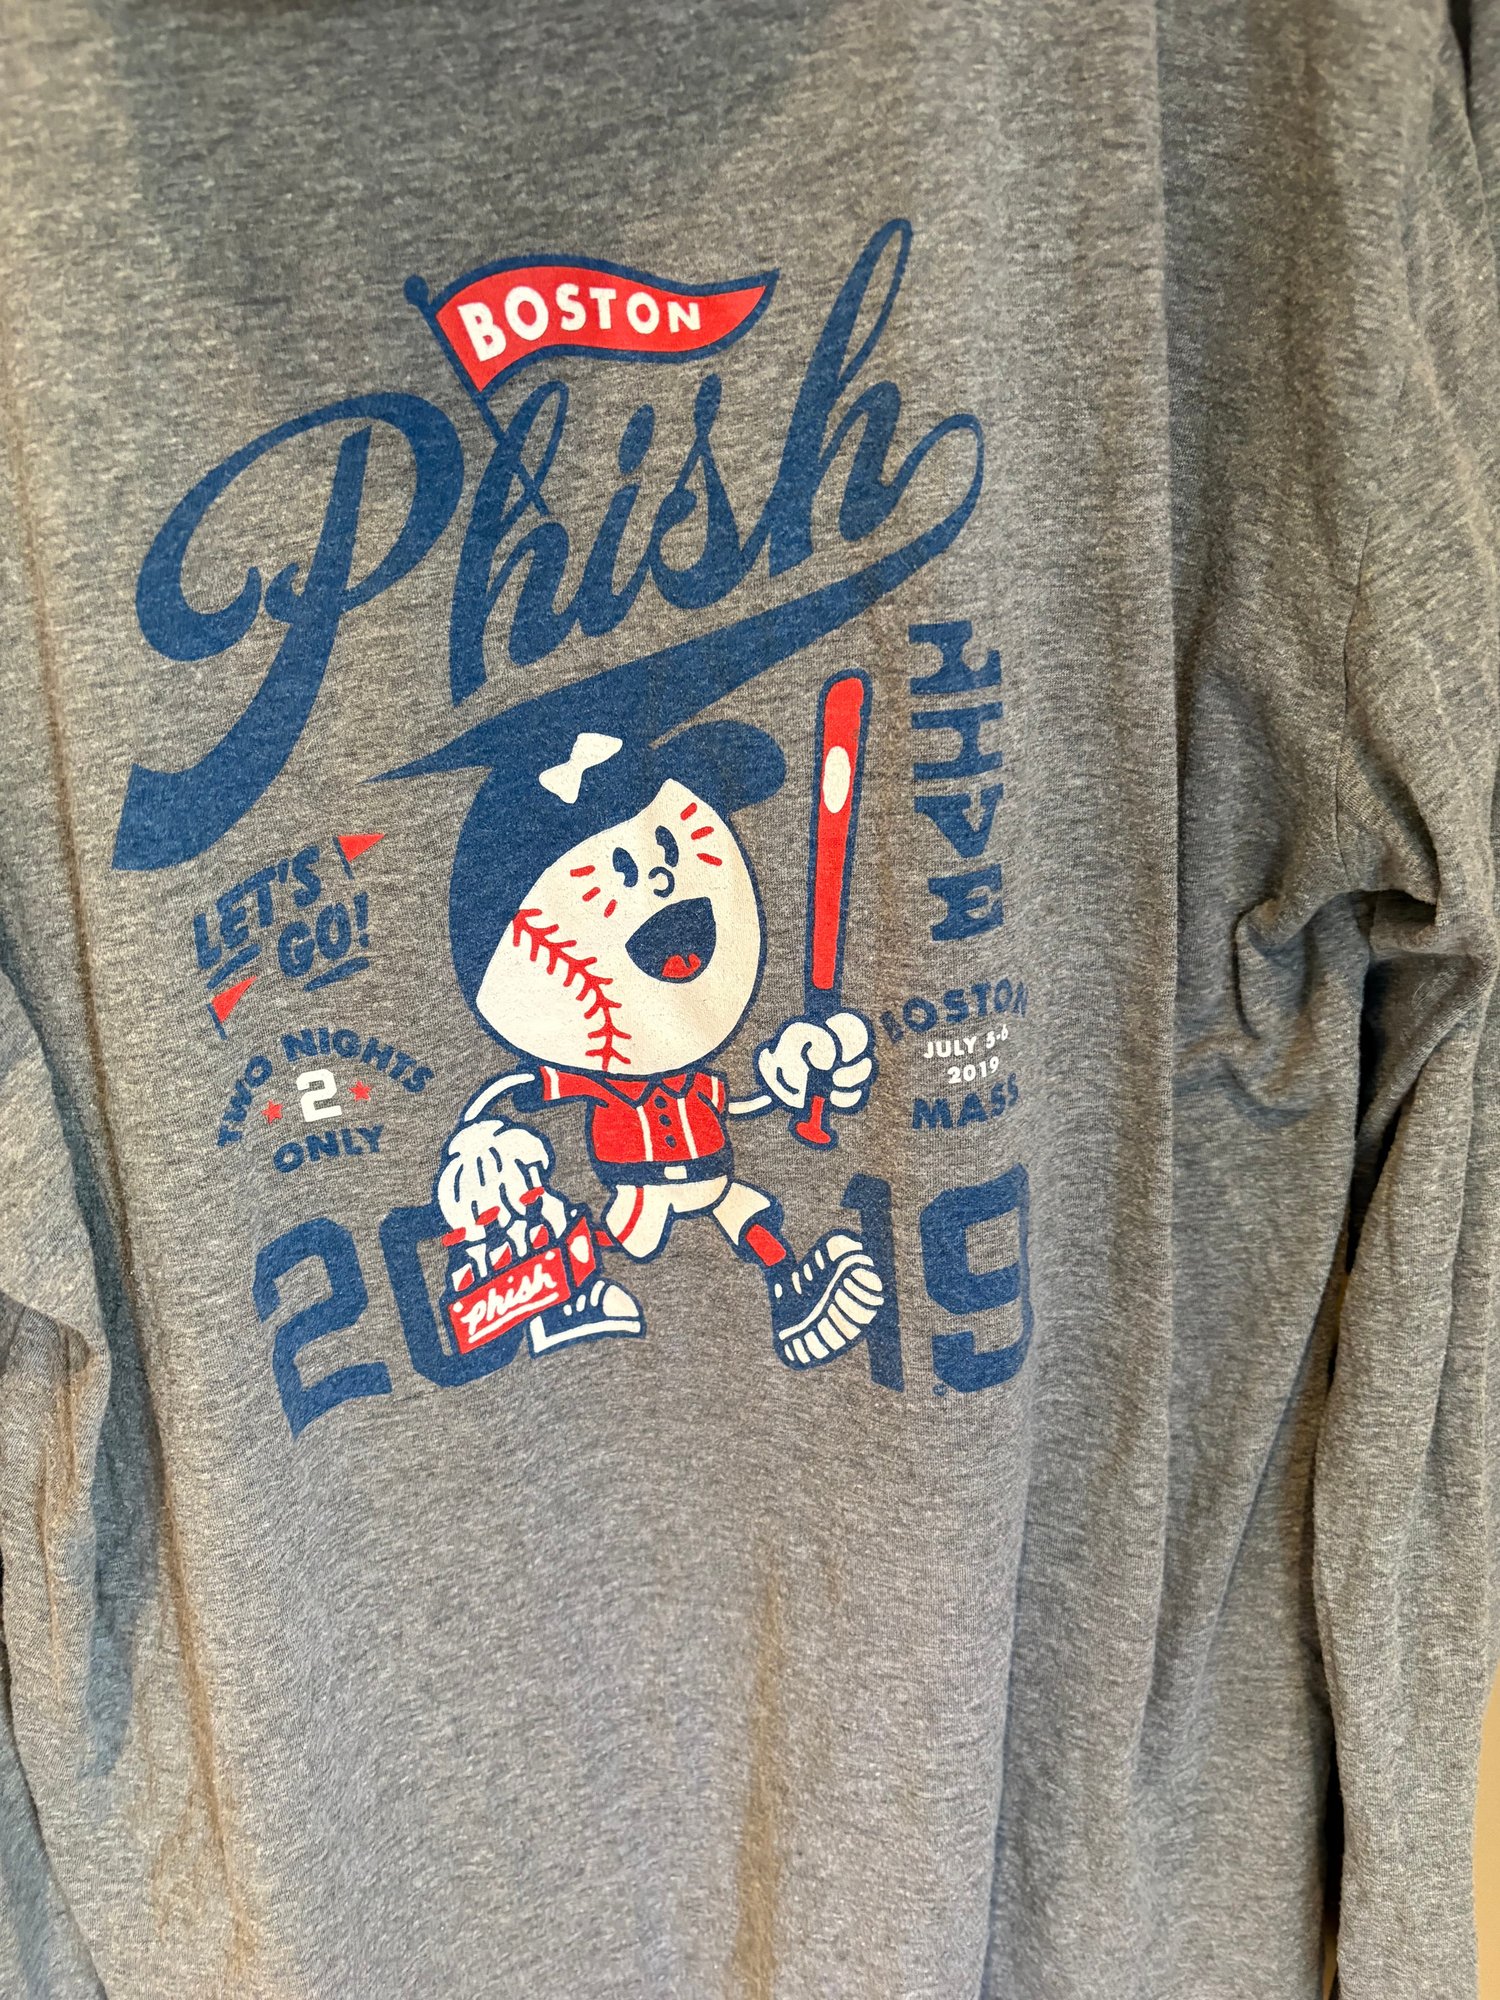 BOSTON
Phish
LIVE
LET'S
GO!
TWO NIGHTS
2
ONLY
BOSTON
JULY 5-6
2019
MASS
2019
Phish